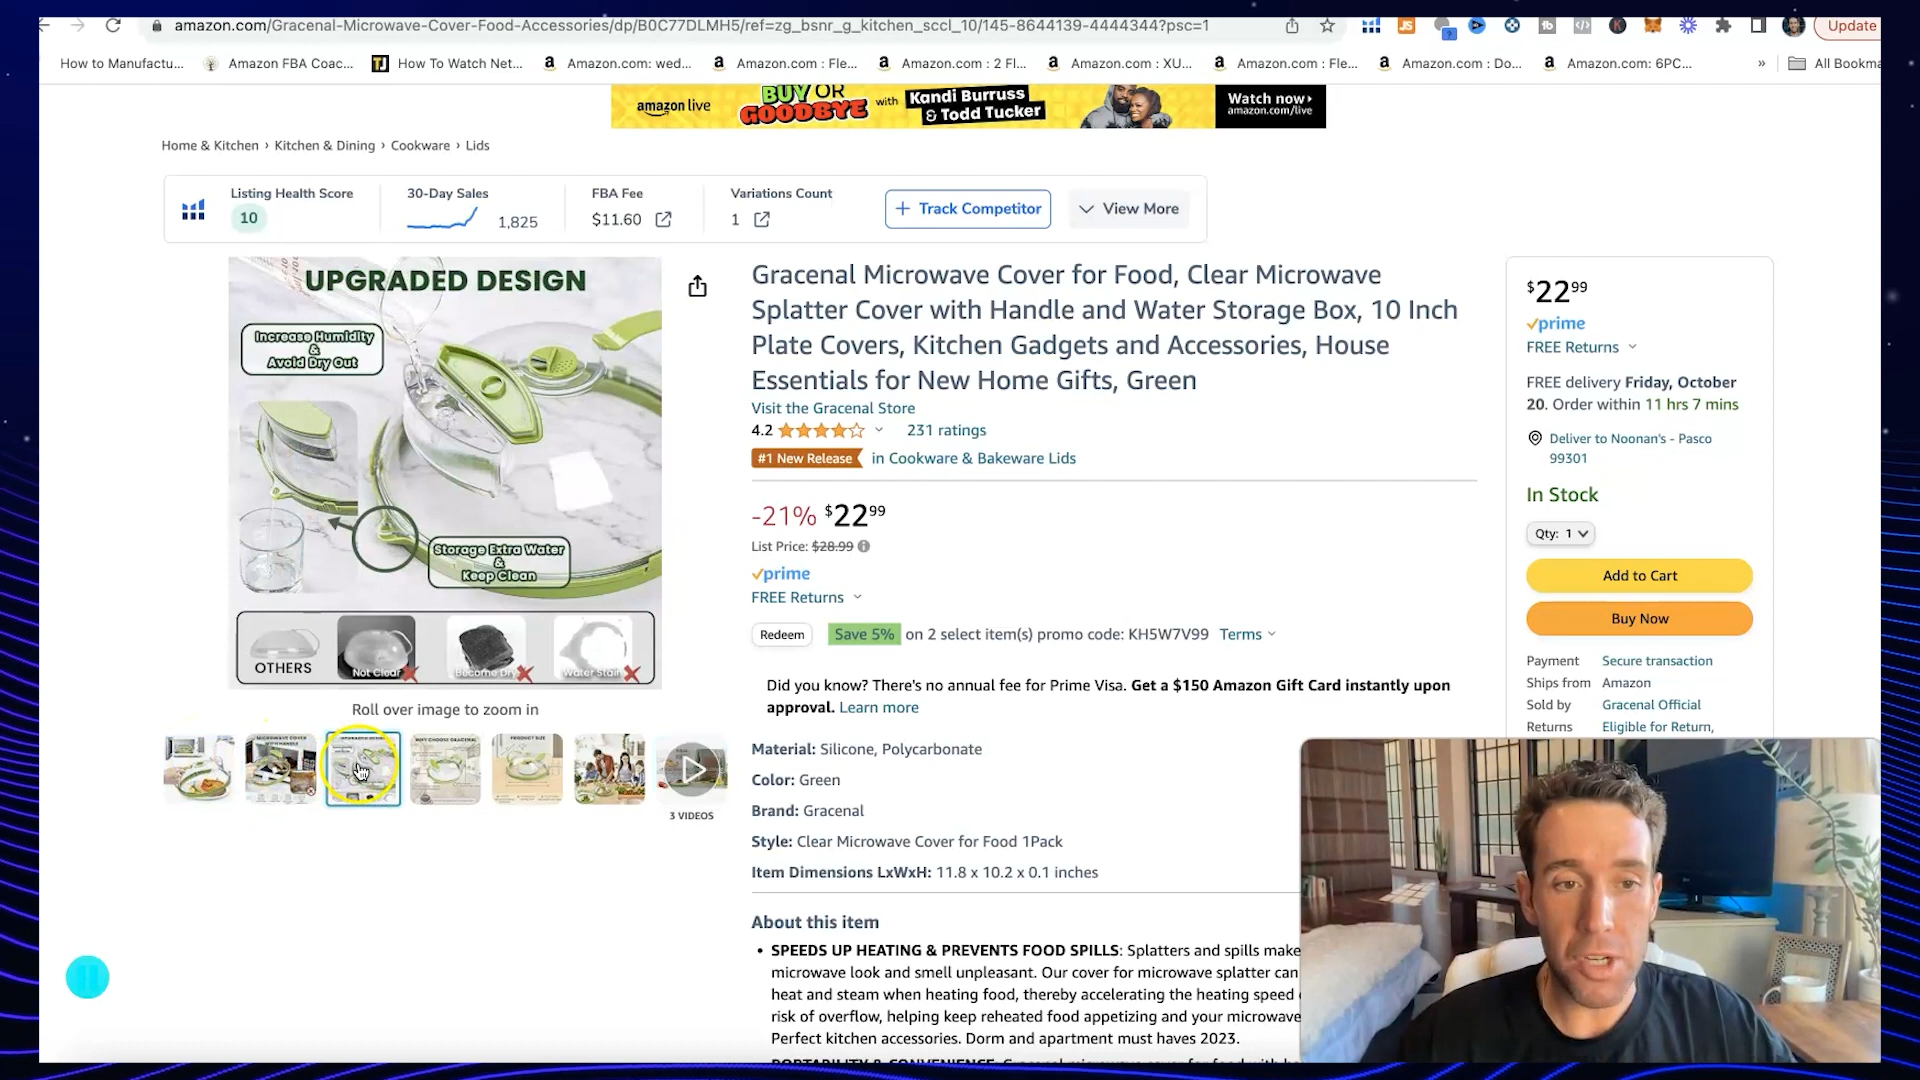 amazon.com/Gracenal-Microwave-Cover-Food-Accessories/dp/B0C77DLMH5/ref=zg_bsnr_g_kitchen_sccl_10/145-8644139-4444344?psc=1
Update
How to Manufactu...
Amazon FBA Coac...
How To Watch Net...
Amazon.com: wed...
Amazon.com : Fle...
Amazon.com : 2 Fl...
Amazon.com : XU...
Amazon.com : Fle...
Amazon.com : Do...
Amazon.com: 6PC...
»
All Bookma
amazon live
BUY OR
GOODBYE
with
Kandi Burruss
& Todd Tucker
Watch now
amazon.com/live
Home & Kitchen › Kitchen & Dining › Cookware › Lids
Listing Health Score
10
30-Day Sales
1,825
FBA Fee
$11.60
Variations Count
1
+ Track Competitor
View More
UPGRADED DESIGN
Increase Humidity
&
Avoid Dry Out
Storage Extra Water
&
Keep Clean
OTHERS
Not Clear
Become Dry
Water Stain
Roll over image to zoom in
MICROWAVE COVER
WITH HANDLE
UPGRADED DESIGN
WHY CHOOSE GRACENAL
PRODUCT SIZE
3 VIDEOS
Gracenal Microwave Cover for Food, Clear Microwave
Splatter Cover with Handle and Water Storage Box, 10 Inch
Plate Covers, Kitchen Gadgets and Accessories, House
Essentials for New Home Gifts, Green
Visit the Gracenal Store
4.2
231 ratings
#1 New Release
in Cookware & Bakeware Lids
-21% $22 99
List Price: $28.99
prime
FREE Returns
Redeem
Save 5% on 2 select item(s) promo code: KH5W7V99 Terms
Did you know? There's no annual fee for Prime Visa. Get a $150 Amazon Gift Card instantly upon
approval. Learn more
Material: Silicone, Polycarbonate
Color: Green
Brand: Gracenal
Style: Clear Microwave Cover for Food 1Pack
Item Dimensions LxWxH: 11.8 x 10.2 x 0.1 inches
About this item
• SPEEDS UP HEATING & PREVENTS FOOD SPILLS: Splatters and spills make
microwave look and smell unpleasant. Our cover for microwave splatter can
heat and steam when heating food, thereby accelerating the heating speed
risk of overflow, helping keep reheated food appetizing and your microwave
Perfect kitchen accessories. Dorm and apartment must haves 2023.
$22 99
prime
FREE Returns
FREE delivery Friday, October
20. Order within 11 hrs 7 mins
Deliver to Noonan's - Pasco
99301
In Stock
Qty: 1
Add to Cart
Buy Now
Payment Secure transaction
Ships from Amazon
Sold by Gracenal Official
Returns Eligible for Return,